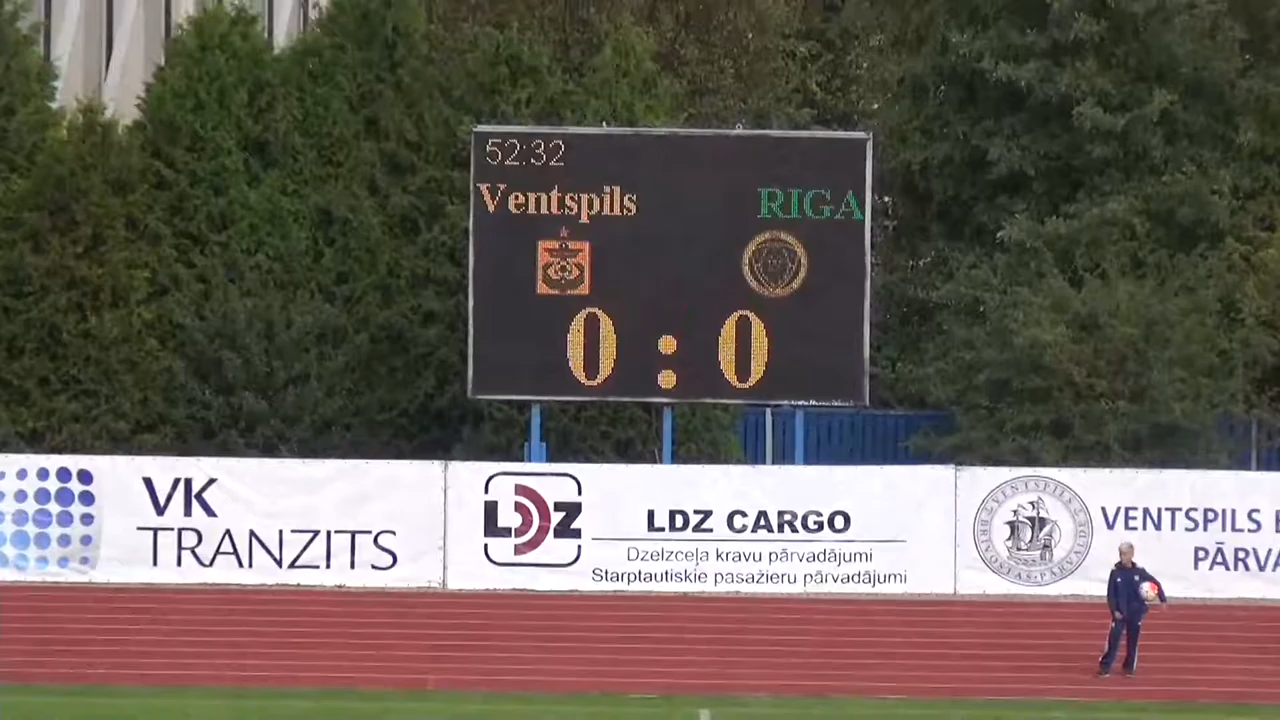 52:32
Ventspils RIGA
0 : 0
VK
TRANZITS
LDZ
LDZ CARGO
Dzelzceļa kravu pārvadājumi
Starptautiskie pasažieru pārvadājumi
VENTSPILS
PĀRVA